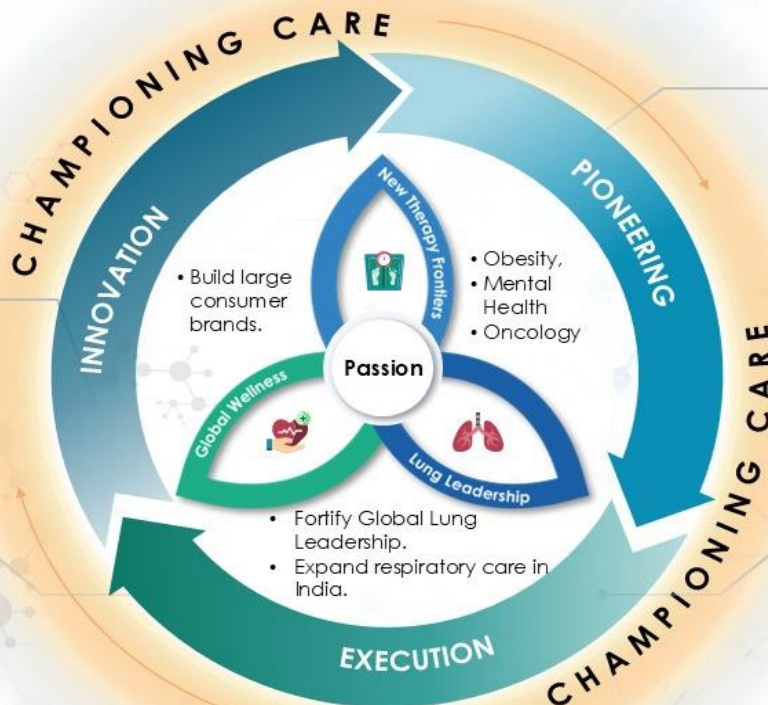 CHAMPIONING CARE
INNOVATION
PIONEERING
New Therapy Frontiers
• Build large
consumer
brands.
• Obesity,
• Mental
Health
• Oncology
Passion
Global Wellness
Lung Leadership
• Fortify Global Lung
Leadership.
• Expand respiratory care in
India.
EXECUTION
CHAMPIONING CARE